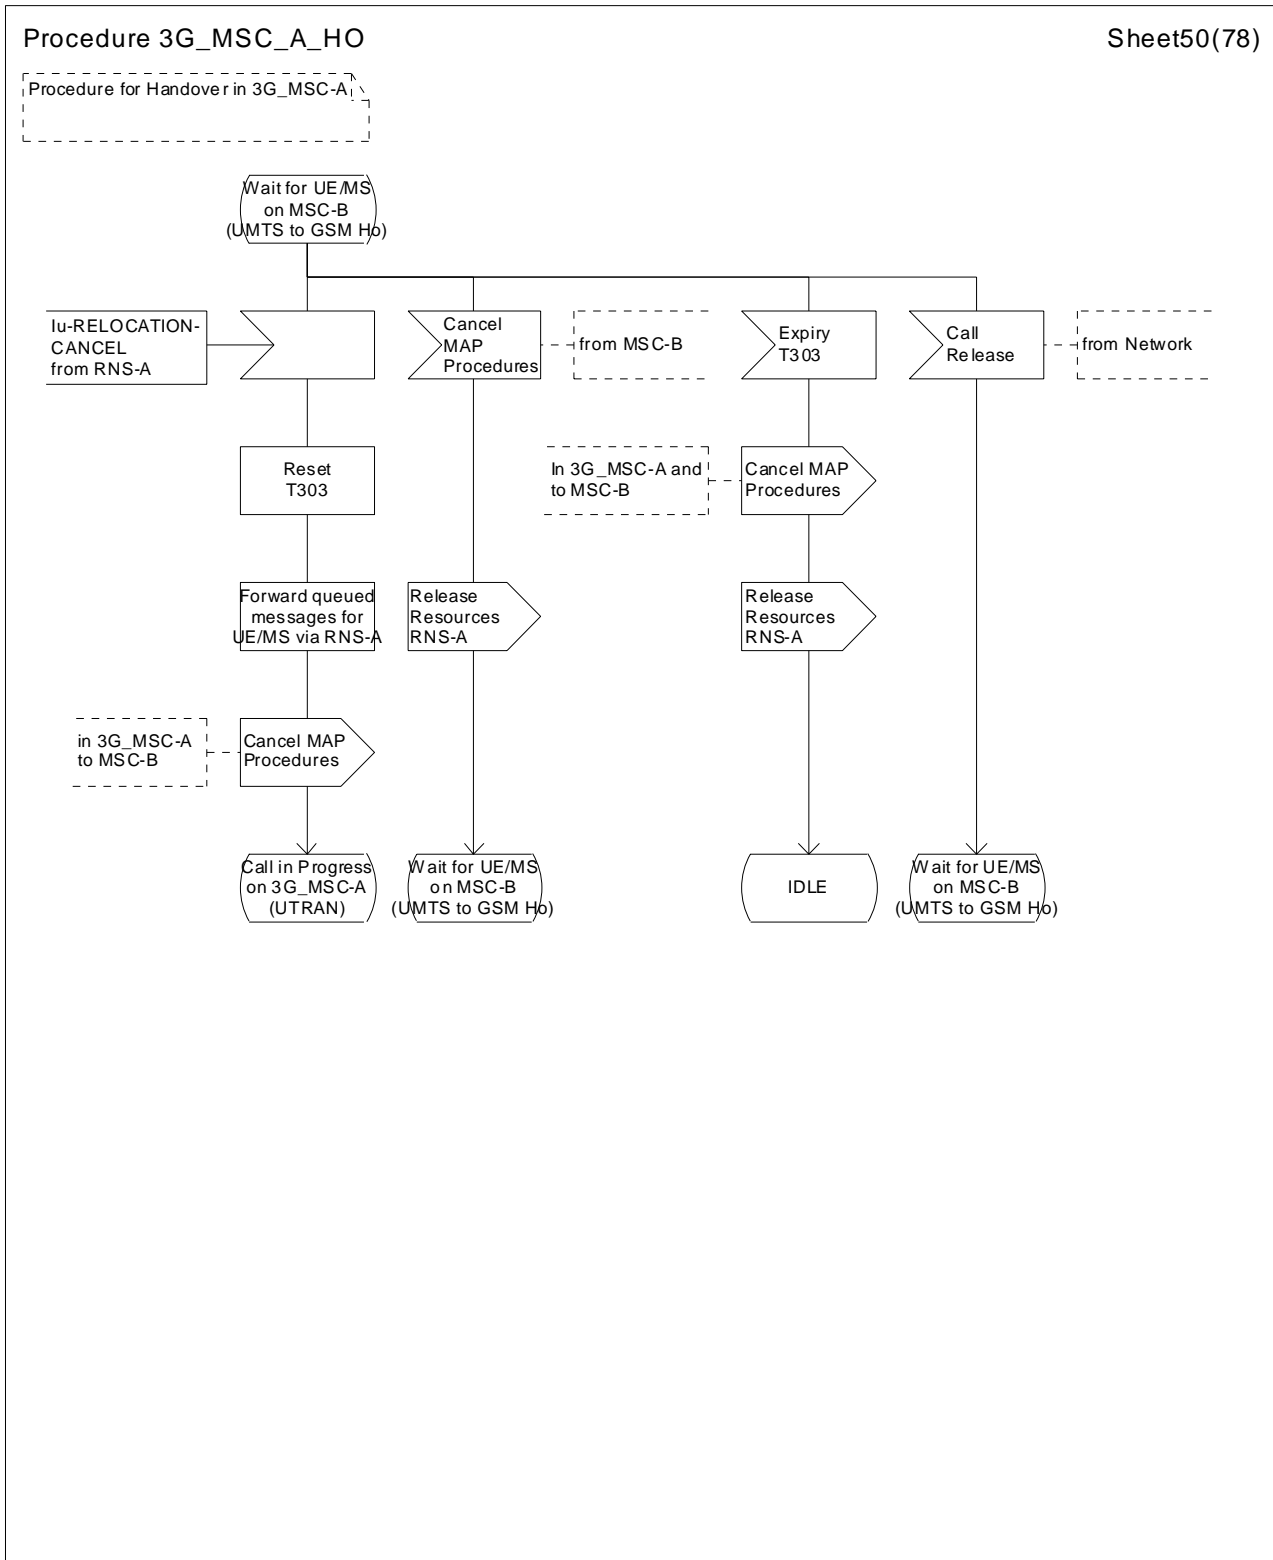 Procedure 3G_MSC_A_HO
Sheet50(78)
Procedure for Handover in 3G_MSC-A
Wait for UE/MS
on MSC-B
(UMTS to GSM Ho)
Iu-RELOCATION-
CANCEL
from RNS-A
Cancel
MAP
Procedures
from MSC-B
Expiry
T303
Call
Release
from Network
Reset
T303
In 3G_MSC-A and
to MSC-B
Cancel MAP
Procedures
Forward queued
messages for
UE/MS via RNS-A
Release
Resources
RNS-A
Release
Resources
RNS-A
in 3G_MSC-A
to MSC-B
Cancel MAP
Procedures
Call in Progress
on 3G_MSC-A
(UTRAN)
Wait for UE/MS
on MSC-B
(UMTS to GSM Ho)
IDLE
Wait for UE/MS
on MSC-B
(UMTS to GSM Ho)